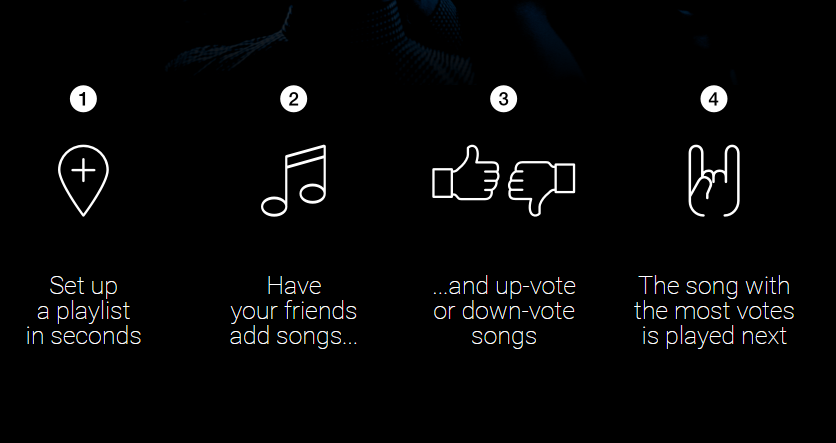 1
2
3
4
Set up
a playlist
in seconds
Have
your friends
add songs...
...and up-vote
or down-vote
songs
The song with
the most votes
is played next